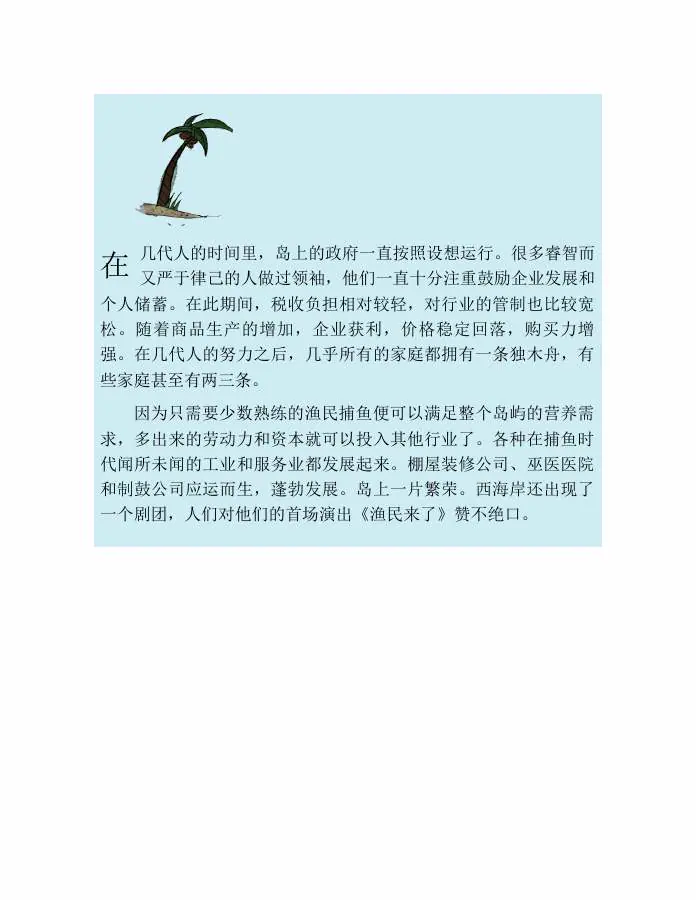 在几代人的时间里，岛上的政府一直按照设想运行。很多睿智而
又严于律己的人做过领袖，他们一直十分注重鼓励企业发展和
个人储蓄。在此期间，税收负担相对较轻，对行业的管制也比较宽
松。随着商品生产的增加，企业获利，价格稳定回落，购买力增
强。在几代人的努力之后，几乎所有的家庭都拥有一条独木舟，有
些家庭甚至有两三条。
因为只需要少数熟练的渔民捕鱼便可以满足整个岛屿的营养需
求，多出来的劳动力和资本就可以投入其他行业了。各种在捕鱼时
代闻所未闻的工业和服务业都发展起来。棚屋装修公司、巫医医院
和制鼓公司应运而生，蓬勃发展。岛上一片繁荣。西海岸还出现了
一个剧团，人们对他们的首场演出《渔民来了》赞不绝口。